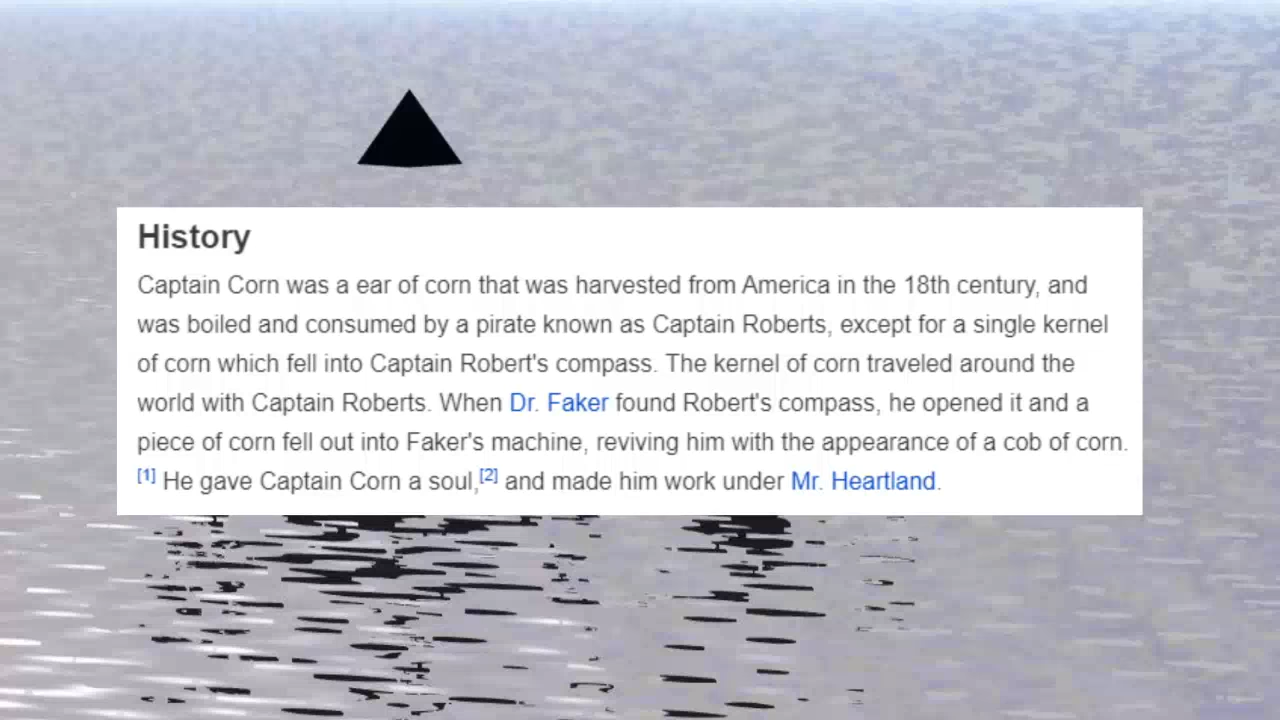 History
Captain Corn was a ear of corn that was harvested from America in the 18th century, and
was boiled and consumed by a pirate known as Captain Roberts, except for a single kernel
of corn which fell into Captain Robert's compass. The kernel of corn traveled around the
world with Captain Roberts. When Dr. Faker found Robert's compass, he opened it and a
piece of corn fell out into Faker's machine, reviving him with the appearance of a cob of corn.
[1] He gave Captain Corn a soul,[2] and made him work under Mr. Heartland.